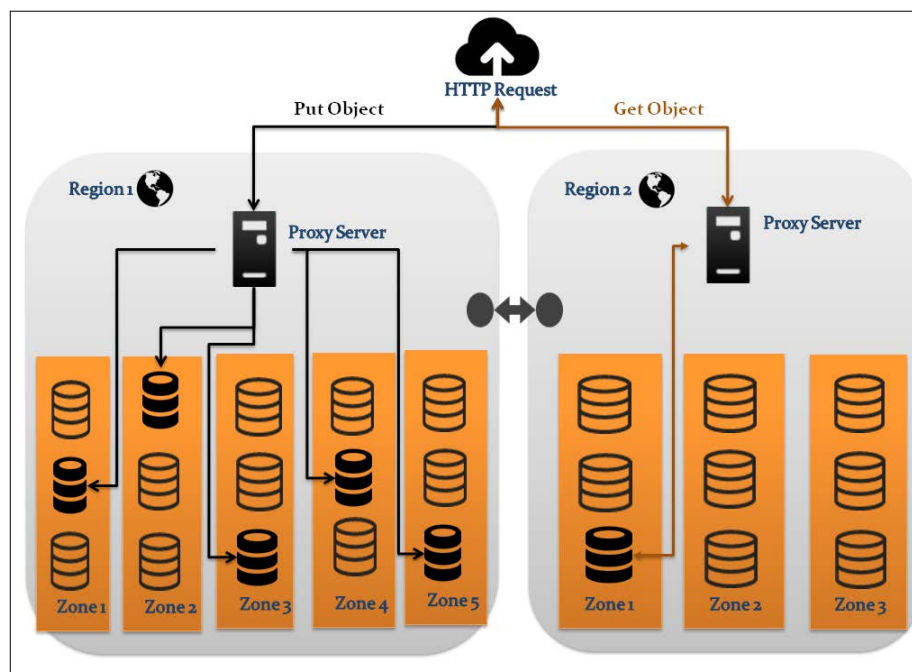 HTTP Request
Put Object
Get Object
Region 1
Region 2
Proxy Server
Proxy Server
Zone 1
Zone 2
Zone 3
Zone 4
Zone 5
Zone 1
Zone 2
Zone 3